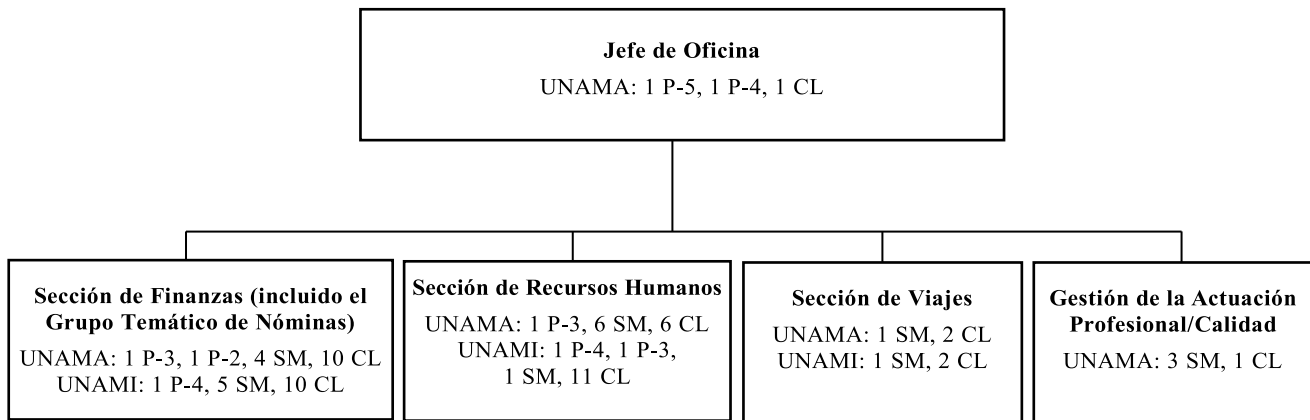 Jefe de Oficina
UNAMA: 1 P-5, 1 P-4, 1 CL
Sección de Finanzas (incluido el
Grupo Temático de Nóminas)
UNAMA: 1 P-3, 1 P-2, 4 SM, 10 CL
UNAMI: 1 P-4, 5 SM, 10 CL
Sección de Recursos Humanos
UNAMA: 1 P-3, 6 SM, 6 CL
UNAMI: 1 P-4, 1 P-3,
1 SM, 11 CL
Sección de Viajes
UNAMA: 1 SM, 2 CL
UNAMI: 1 SM, 2 CL
Gestión de la Actuación
Profesional/Calidad
UNAMA: 3 SM, 1 CL